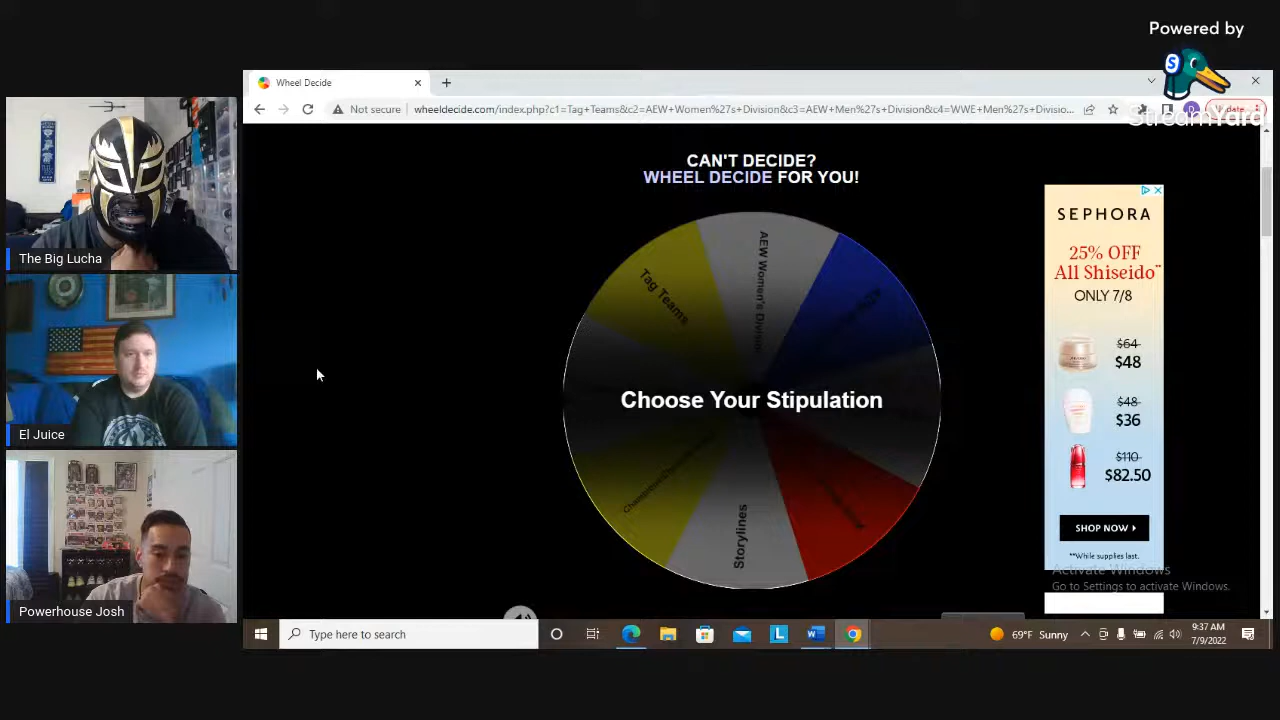 Powered by
S
StreamYard
Wheel Decide
Not secure
wheeldecide.com/index.php?c1=Tag+Teams&c2=AEW+Women%27s+Division&c3=AEW+Men%27s+Division&c4=WWE+Men%27s+Divisio...
CAN'T DECIDE?
WHEEL DECIDE FOR YOU!
AEW Women's Division
Tag Teams
Choose Your Stipulation
Storylines
The Big Lucha
El Juice
Powerhouse Josh
SEPHORA
25% OFF
All Shiseido**
ONLY 7/8
$64
$48
$48
$36
$110
$82.50
SHOP NOW
**While supplies last.
Activate Windows
Go to Settings to activate Windows.
Type here to search
L
69°F Sunny
9:37 AM
7/9/2022